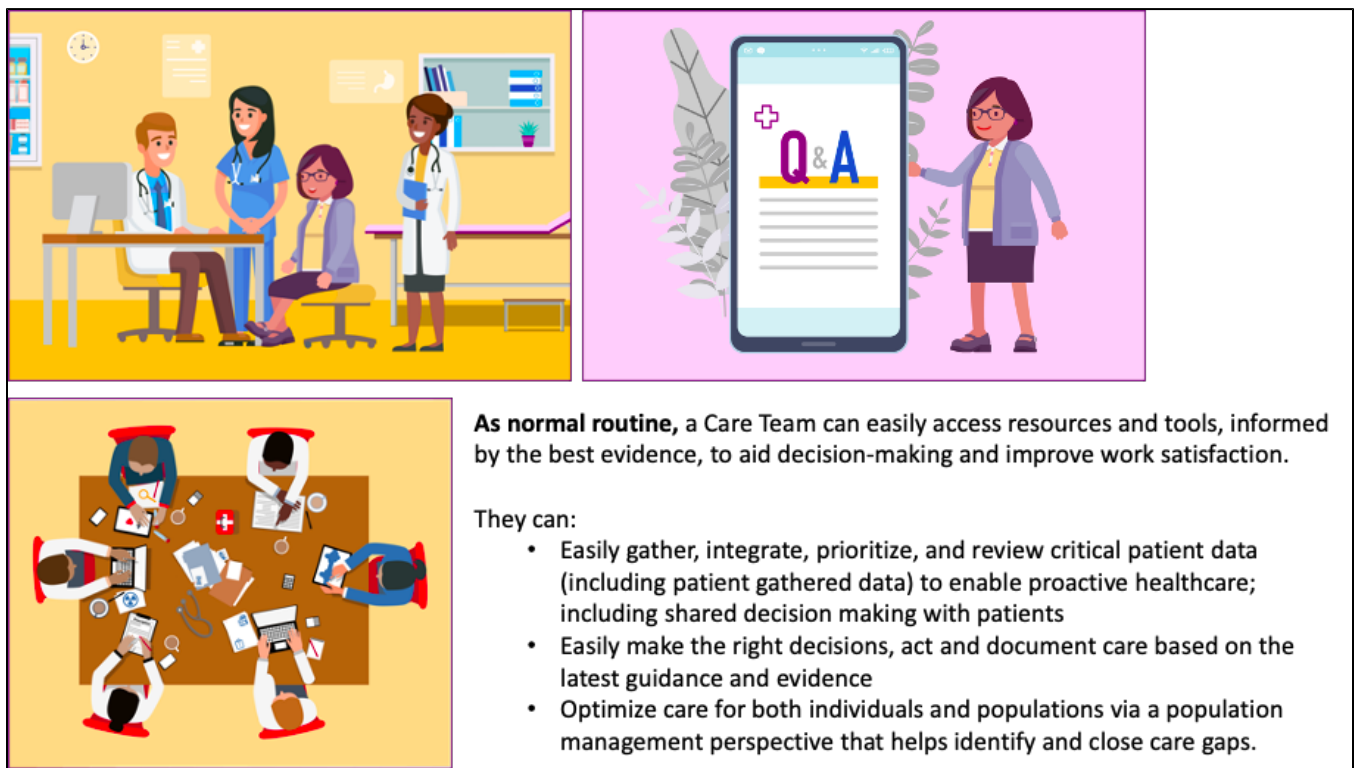 Q&A
As normal routine, a Care Team can easily access resources and tools, informed
by the best evidence, to aid decision-making and improve work satisfaction.
They can:
• Easily gather, integrate, prioritize, and review critical patient data
(including patient gathered data) to enable proactive healthcare;
including shared decision making with patients
• Easily make the right decisions, act and document care based on the
latest guidance and evidence
• Optimize care for both individuals and populations via a population
management perspective that helps identify and close care gaps.